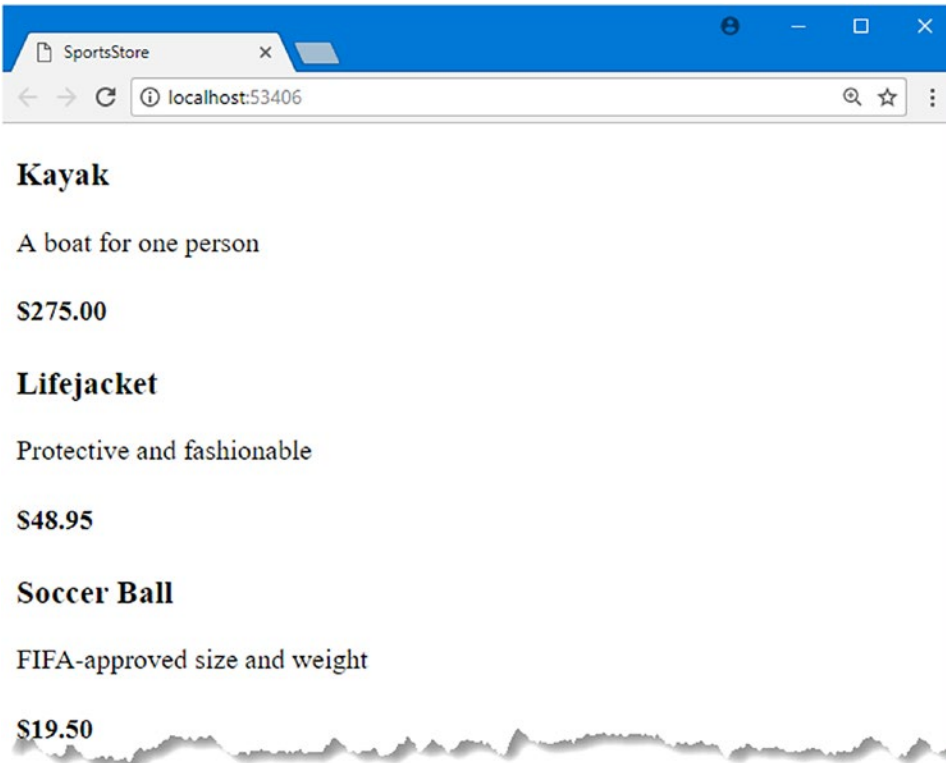 SportsStore
localhost:53406
Kayak
A boat for one person
$275.00
Lifejacket
Protective and fashionable
$48.95
Soccer Ball
FIFA-approved size and weight
$19.50